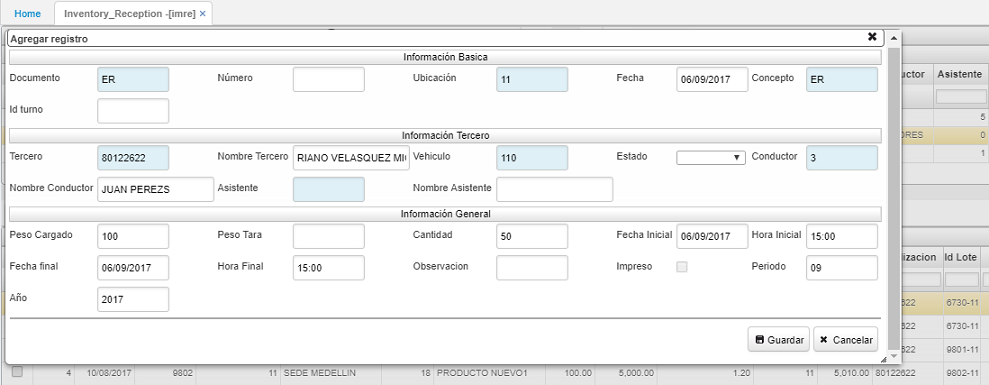 Home Inventory_Reception -[imre] ×
Agregar registro
Información Basica
Documento ER Número Ubicación 11 Fecha 06/09/2017 Concepto ER
Id turno
Información Tercero
Tercero 80122622 Nombre Tercero RIANO VELASQUEZ Vehiculo 110 Estado Conductor 3
Nombre Conductor JUAN PEREZS Asistente Nombre Asistente
Información General
Peso Cargado 100 Peso Tara Cantidad 50 Fecha Inicial 06/09/2017 Hora Inicial 15:00
Fecha final 06/09/2017 Hora Final 15:00 Observacion Impreso Periodo 09
Año 2017
Guardar Cancelar
uctor Asistente
5
ORES 0
1
lizacion Id Lote
622 6730-11
622 6730-11
622 9801-11
4 10/08/2017 9802 11 SEDE MEDELLIN 18 PRODUCTO NUEVO1 100.00 5,000.00 1.20 11 5,010.00 80122622 9802-11